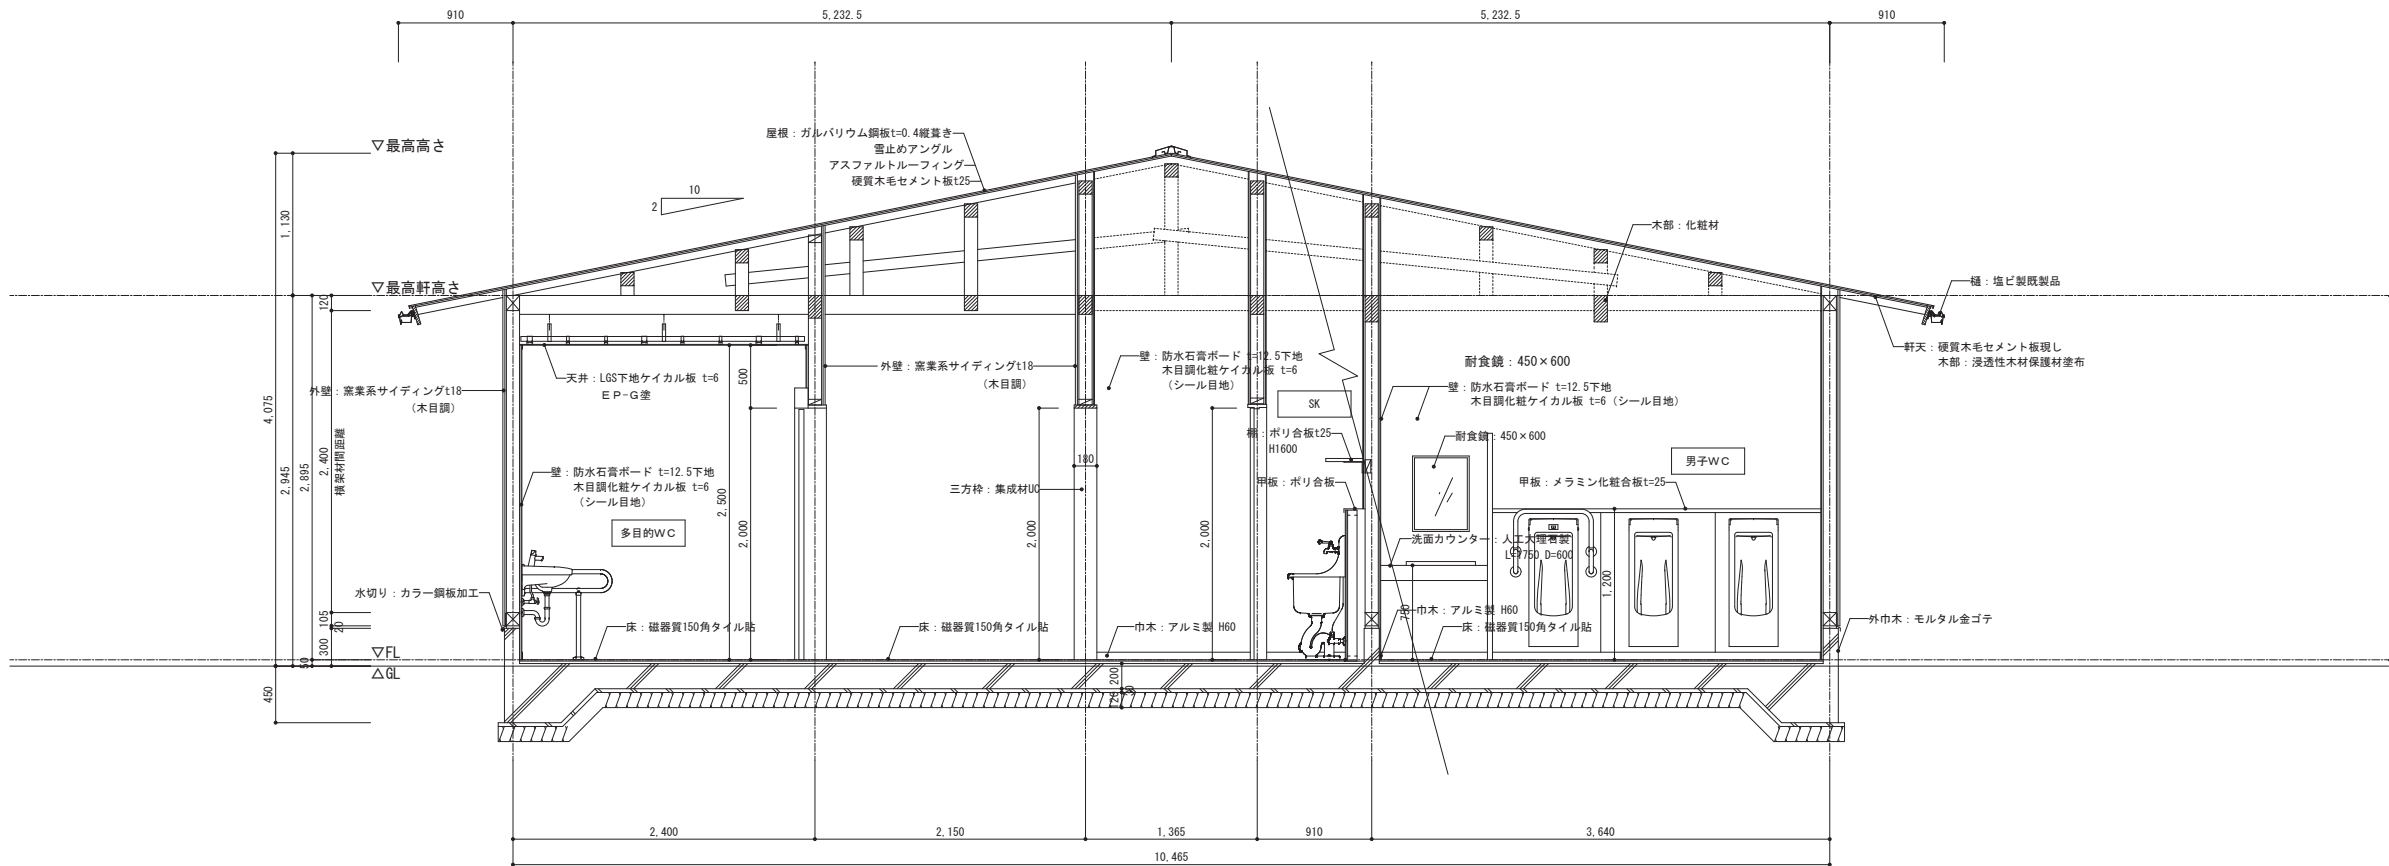 910
5,232.5
5,232.5
910
屋根：ガルバリウム鋼板t=0.4縦葺き
雪止めアングル
アスファルトルーフィング
硬質木毛セメント板t25
▽最高高さ
10
2
1,130
木部：化粧材
▽最高軒高さ
120
樋：塩ビ製既製品
軒天：硬質木毛セメント板現し
木部：浸透性木材保護材塗布
外壁：窯業系サイディングt18
（木目調）
天井：LGS下地ケイカル板 t=6
ＥＰ-Ｇ塗
500
外壁：窯業系サイディングt18
（木目調）
壁：防水石膏ボード t=12.5下地
木目調化粧ケイカル板 t=6
（シール目地）
SK
耐食鏡：450×600
壁：防水石膏ボード t=12.5下地
木目調化粧ケイカル板 t=6（シール目地）
4,075
2,945
2,895
2,400
横架材間距離
棚：ポリ合板t25
H1600
耐食鏡：450×600
男子WC
壁：防水石膏ボード t=12.5下地
木目調化粧ケイカル板 t=6
（シール目地）
多目的WC
2,500
2,000
180
三方枠：集成材UC
2,000
2,000
甲板：ポリ合板
甲板：メラミン化粧合板t=25
洗面カウンター：人工大理石製
L=1750 D=600
750
1,200
水切り：カラー鋼板加工
105
20
300
50
床：磁器質150角タイル貼
床：磁器質150角タイル貼
巾木：アルミ製 H60
巾木：アルミ製 H60
床：磁器質150角タイル貼
外巾木：モルタル金ゴテ
▽FL
△GL
450
200
120
2,400
2,150
1,365
910
3,640
10,465